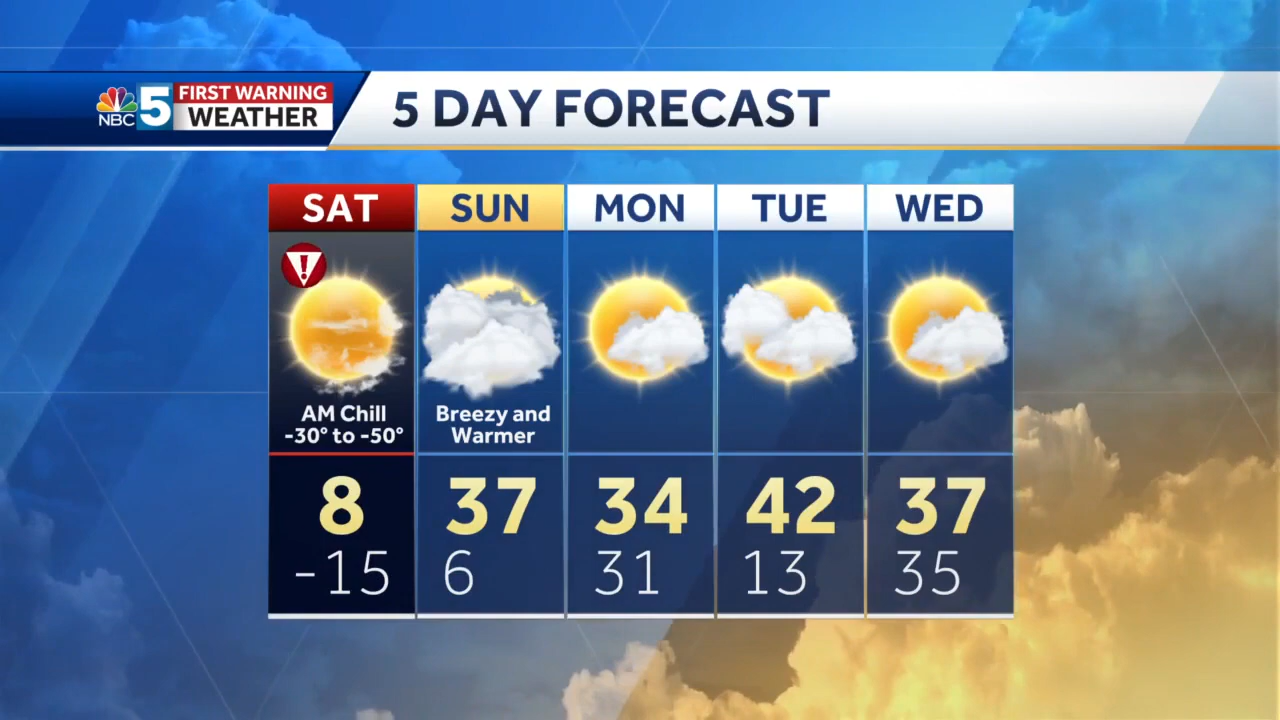 NBC 5 FIRST WARNING
WEATHER
5 DAY FORECAST
SAT SUN MON TUE WED
!
AM Chill
-30° to -50°
Breezy and
Warmer
8 37 34 42 37
-15 6 31 13 35